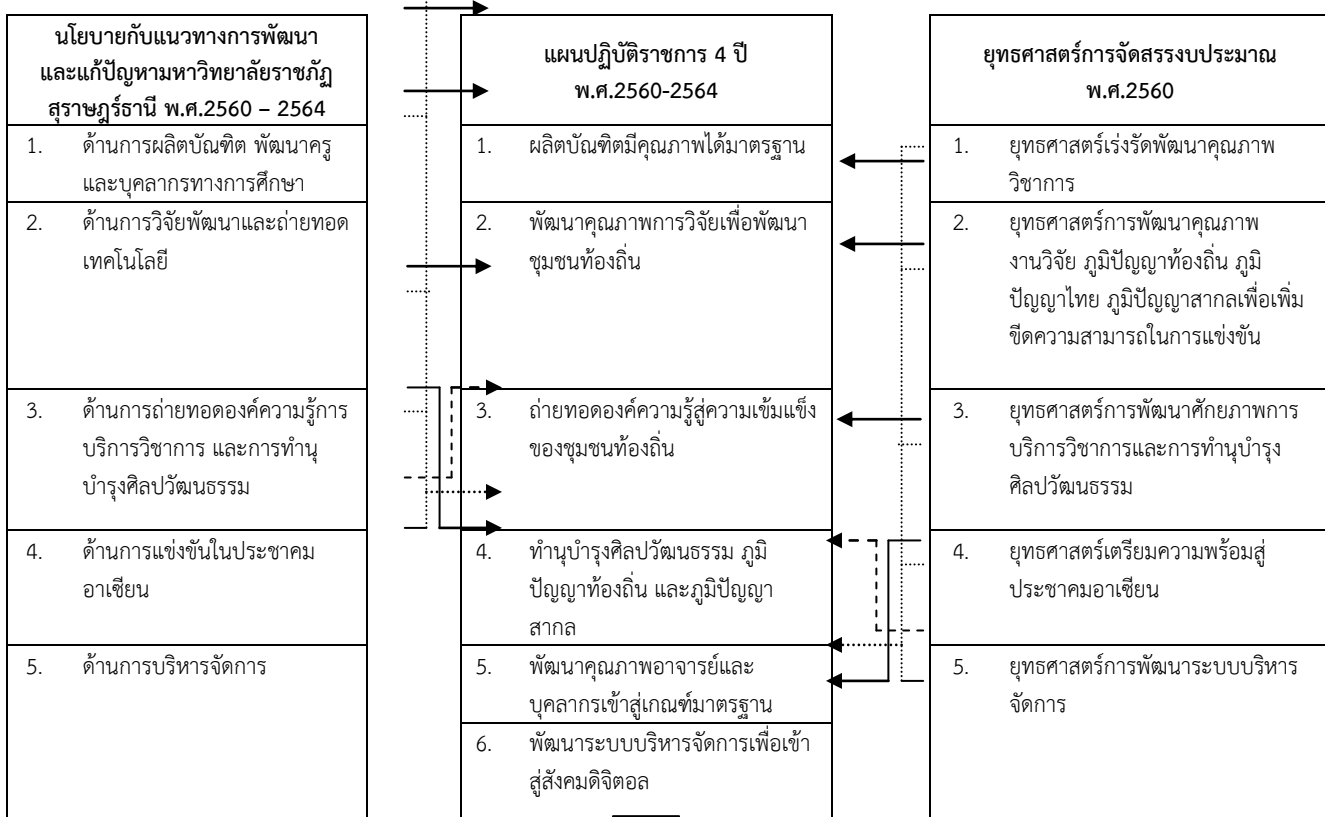 นโยบายกับแนวทางการพัฒนา
และแก้ปัญหามหาวิทยาลัยราชภัฏ
สุราษฎร์ธานี พ.ศ.2560 – 2564
1. ด้านการผลิตบัณฑิต พัฒนาครู
และบุคลากรทางการศึกษา
2. ด้านการวิจัยพัฒนาและถ่ายทอด
เทคโนโลยี
3. ด้านการถ่ายทอดองค์ความรู้การ
บริการวิชาการ และการทำนุ
บำรุงศิลปวัฒนธรรม
4. ด้านการแข่งขันในประชาคม
อาเซียน
5. ด้านการบริหารจัดการ
แผนปฏิบัติราชการ 4 ปี
พ.ศ.2560-2564
1. ผลิตบัณฑิตมีคุณภาพได้มาตรฐาน
2. พัฒนาคุณภาพการวิจัยเพื่อพัฒนา
ชุมชนท้องถิ่น
3. ถ่ายทอดองค์ความรู้สู่ความเข้มแข็ง
ของชุมชนท้องถิ่น
4. ทำนุบำรุงศิลปวัฒนธรรม ภูมิ
ปัญญาท้องถิ่น และภูมิปัญญา
สากล
5. พัฒนาคุณภาพอาจารย์และ
บุคลากรเข้าสู่เกณฑ์มาตรฐาน
6. พัฒนาระบบบริหารจัดการเพื่อเข้า
สู่สังคมดิจิตอล
ยุทธศาสตร์การจัดสรรงบประมาณ
พ.ศ.2560
1. ยุทธศาสตร์เร่งรัดพัฒนาคุณภาพ
วิชาการ
2. ยุทธศาสตร์การพัฒนาคุณภาพ
งานวิจัย ภูมิปัญญาท้องถิ่น ภูมิ
ปัญญาไทย ภูมิปัญญาสากลเพื่อเพิ่ม
ขีดความสามารถในการแข่งขัน
3. ยุทธศาสตร์การพัฒนาศักยภาพการ
บริการวิชาการและการทำนุบำรุง
ศิลปวัฒนธรรม
4. ยุทธศาสตร์เตรียมความพร้อมสู่
ประชาคมอาเซียน
5. ยุทธศาสตร์การพัฒนาระบบบริหาร
จัดการ